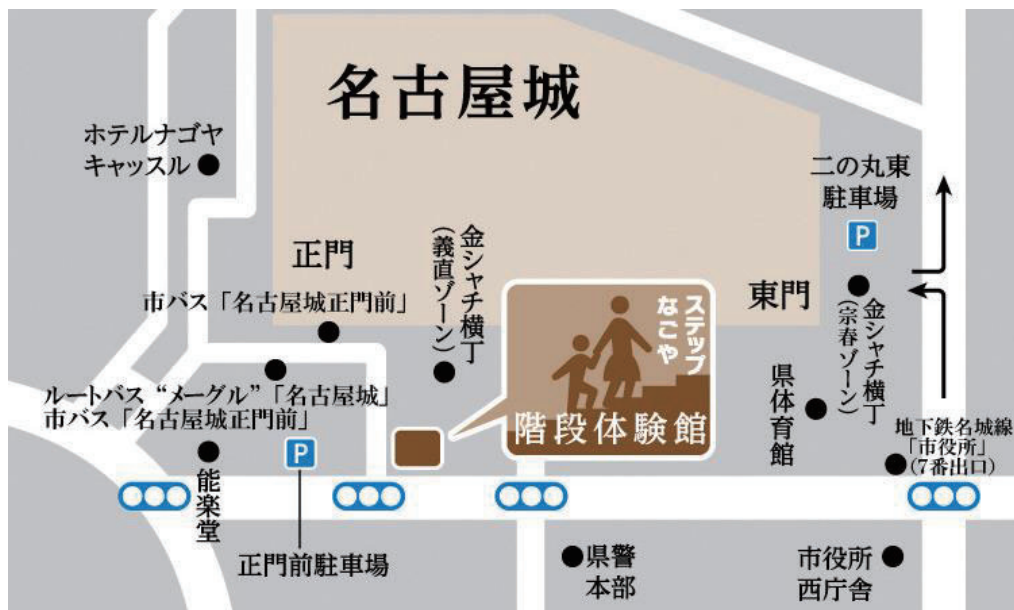 名古屋城
ホテルナゴヤ
キャッスル
二の丸東
駐車場
P
正門
市バス「名古屋城正門前」
金シャチ横丁
(義直ゾーン)
ステップ
なごや
階段体験館
東門
金シャチ横丁
(宗春ゾーン)
県体育館
ルートバス“メーグル”「名古屋城」
市バス「名古屋城正門前」
地下鉄名城線
「市役所」
(7番出口)
能楽堂
P
正門前駐車場
県警
本部
市役所
西庁舎